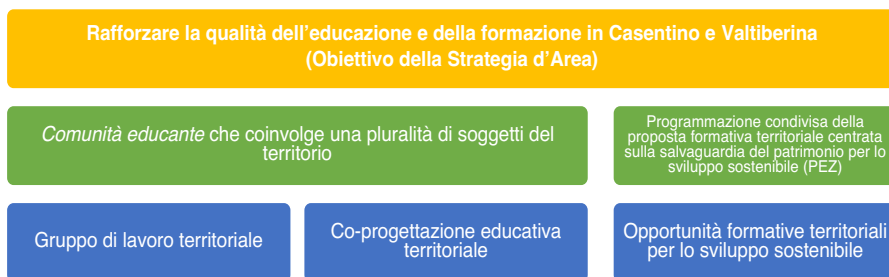 Rafforzare la qualità dell'educazione e della formazione in Casentino e Valtiberina
(Obiettivo della Strategia d'Area)
Comunità educante che coinvolge una pluralità di soggetti del
territorio
Programmazione condivisa della
proposta formativa territoriale centrata
sulla salvaguardia del patrimonio per lo
sviluppo sostenibile (PEZ)
Gruppo di lavoro territoriale
Co-progettazione educativa
territoriale
Opportunità formative territoriali
per lo sviluppo sostenibile